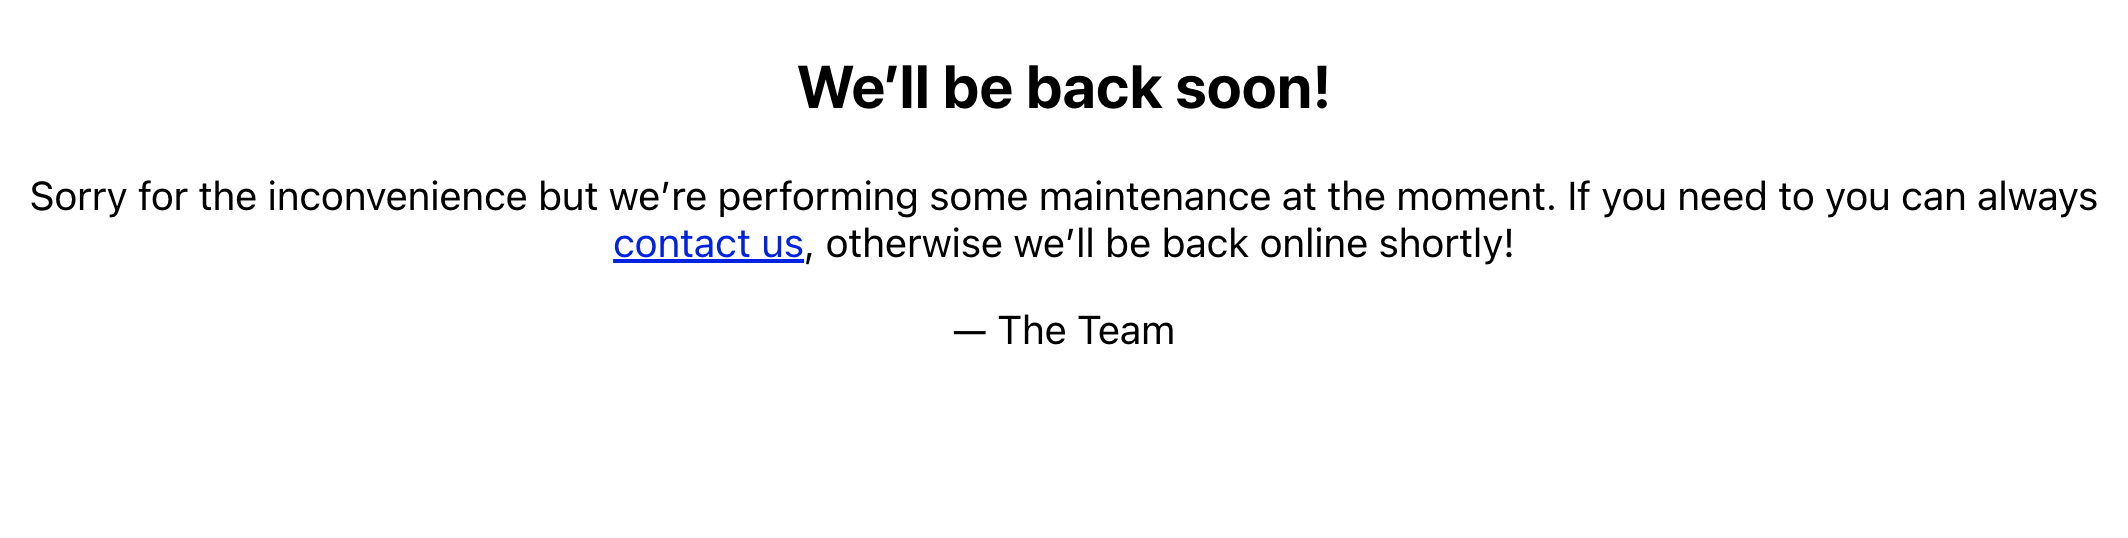 We’ll be back soon!
Sorry for the inconvenience but we’re performing some maintenance at the moment. If you need to you can always
contact us, otherwise we’ll be back online shortly!
— The Team